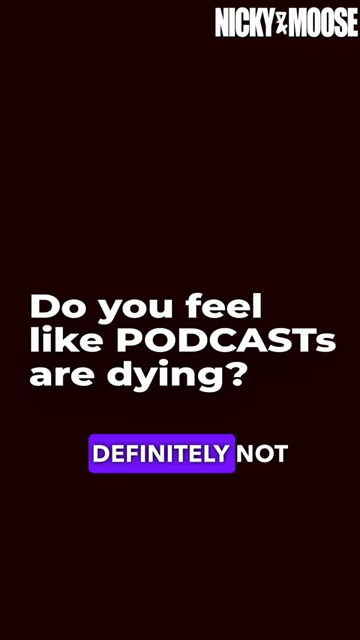 NICKY & MOOSE
Do you feel
like PODCASTs
are dying?
DEFINITELY NOT